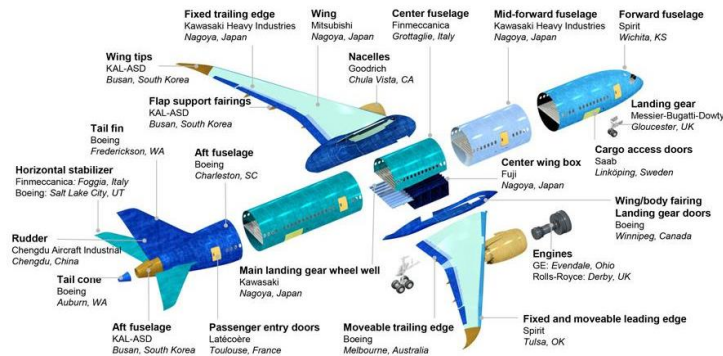 Fixed trailing edge
Kawasaki Heavy Industries
Nagoya, Japan
Wing
Mitsubishi
Nagoya, Japan
Center fuselage
Finmeccanica
Grottaglie, Italy
Mid-forward fuselage
Kawasaki Heavy Industries
Nagoya, Japan
Forward fuselage
Spirit
Wichita, KS
Wing tips
KAL-ASD
Busan, South Korea
Nacelles
Goodrich
Chula Vista, CA
Flap support fairings
KAL-ASD
Busan, South Korea
Landing gear
Messier-Bugatti-Dowty
Gloucester, UK
Tail fin
Boeing
Frederickson, WA
Aft fuselage
Boeing
Charleston, SC
Cargo access doors
Saab
Linköping, Sweden
Center wing box
Fuji
Nagoya, Japan
Horizontal stabilizer
Finmeccanica: Foggia, Italy
Boeing: Salt Lake City, UT
Wing/body fairing
Landing gear doors
Boeing
Winnipeg, Canada
Rudder
Chengdu Aircraft Industrial
Chengdu, China
Engines
GE: Evendale, Ohio
Rolls-Royce: Derby, UK
Tail cone
Boeing
Auburn, WA
Main landing gear wheel well
Kawasaki
Nagoya, Japan
Aft fuselage
KAL-ASD
Busan, South Korea
Passenger entry doors
Latécoère
Toulouse, France
Moveable trailing edge
Boeing
Melbourne, Australia
Fixed and moveable leading edge
Spirit
Tulsa, OK